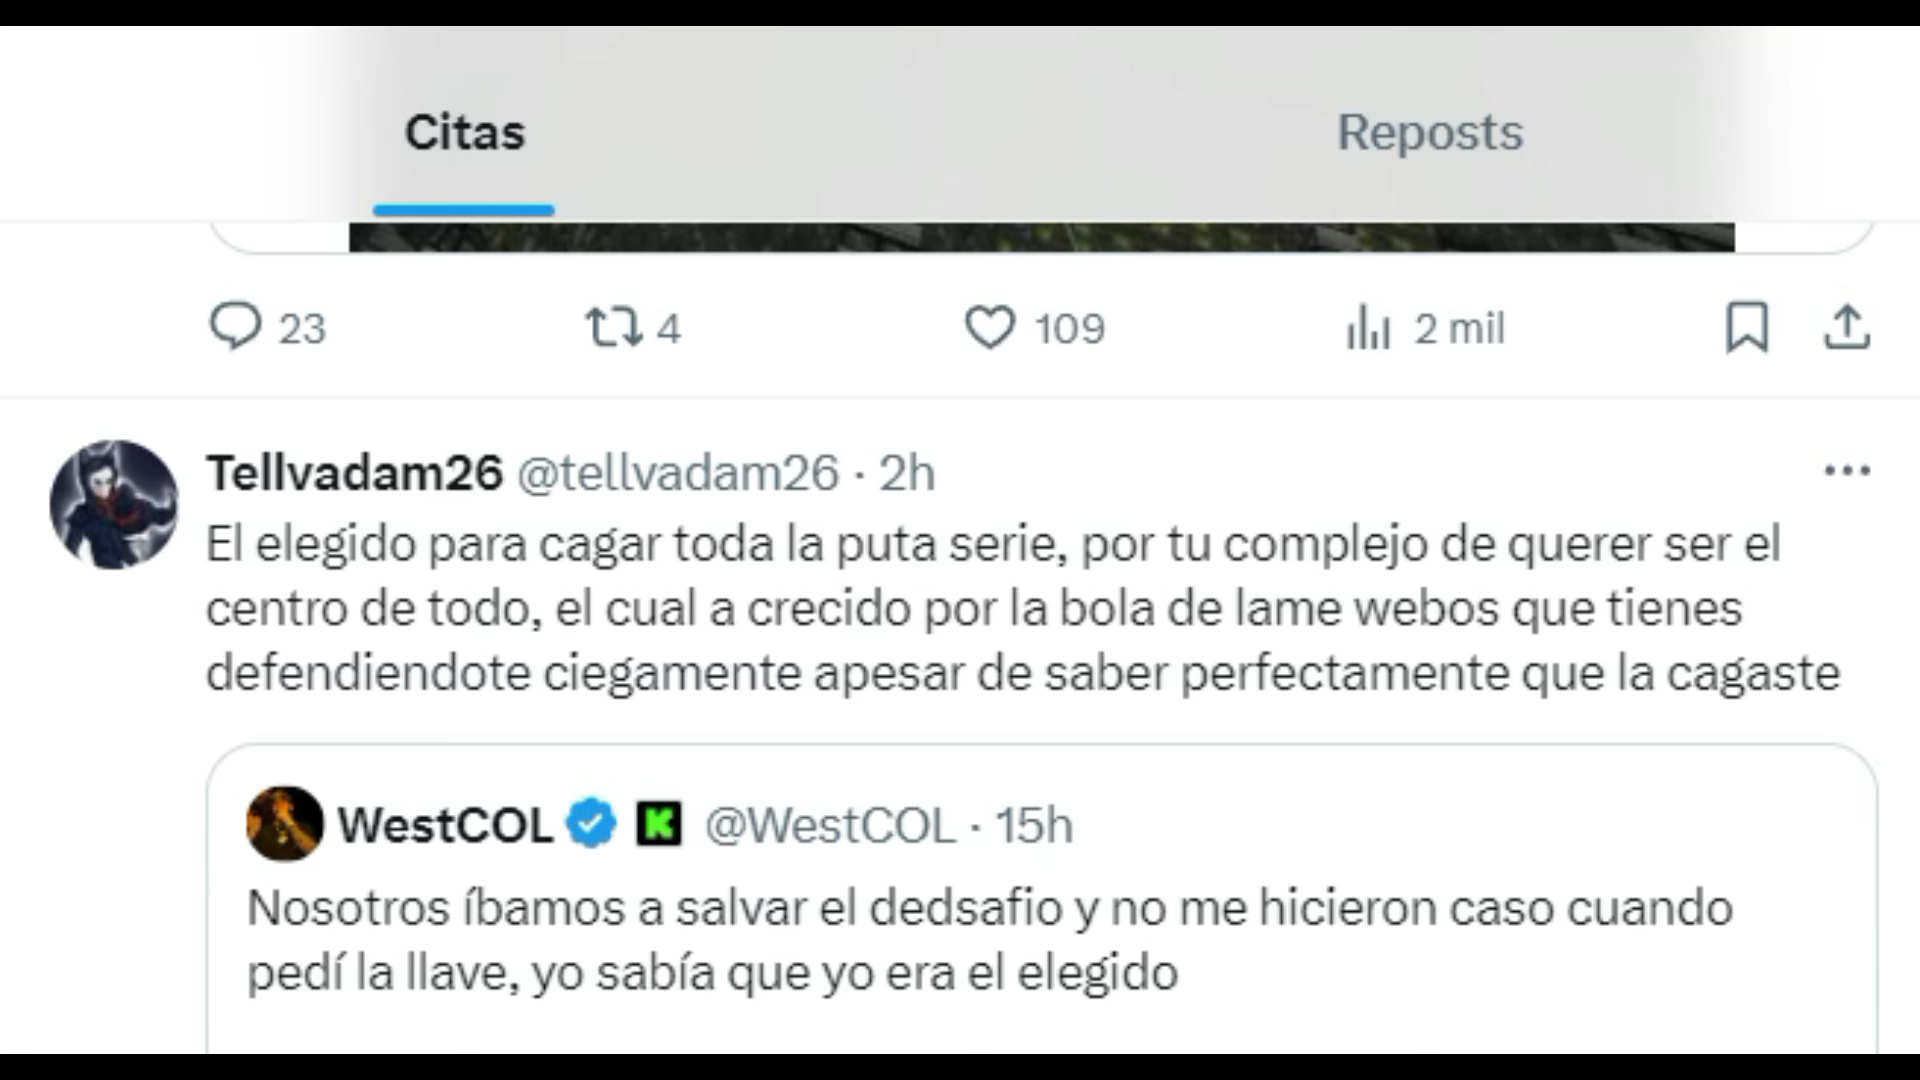 Citas
Reposts
23
4
109
2 mil
Tellvadam26 @tellvadam26 · 2h
El elegido para cagar toda la puta serie, por tu complejo de querer ser el
centro de todo, el cual a crecido por la bola de lame webos que tienes
defendiendote ciegamente apesar de saber perfectamente que la cagaste
WestCOL K @WestCOL · 15h
Nosotros íbamos a salvar el dedsafio y no me hicieron caso cuando
pedí la llave, yo sabía que yo era el elegido